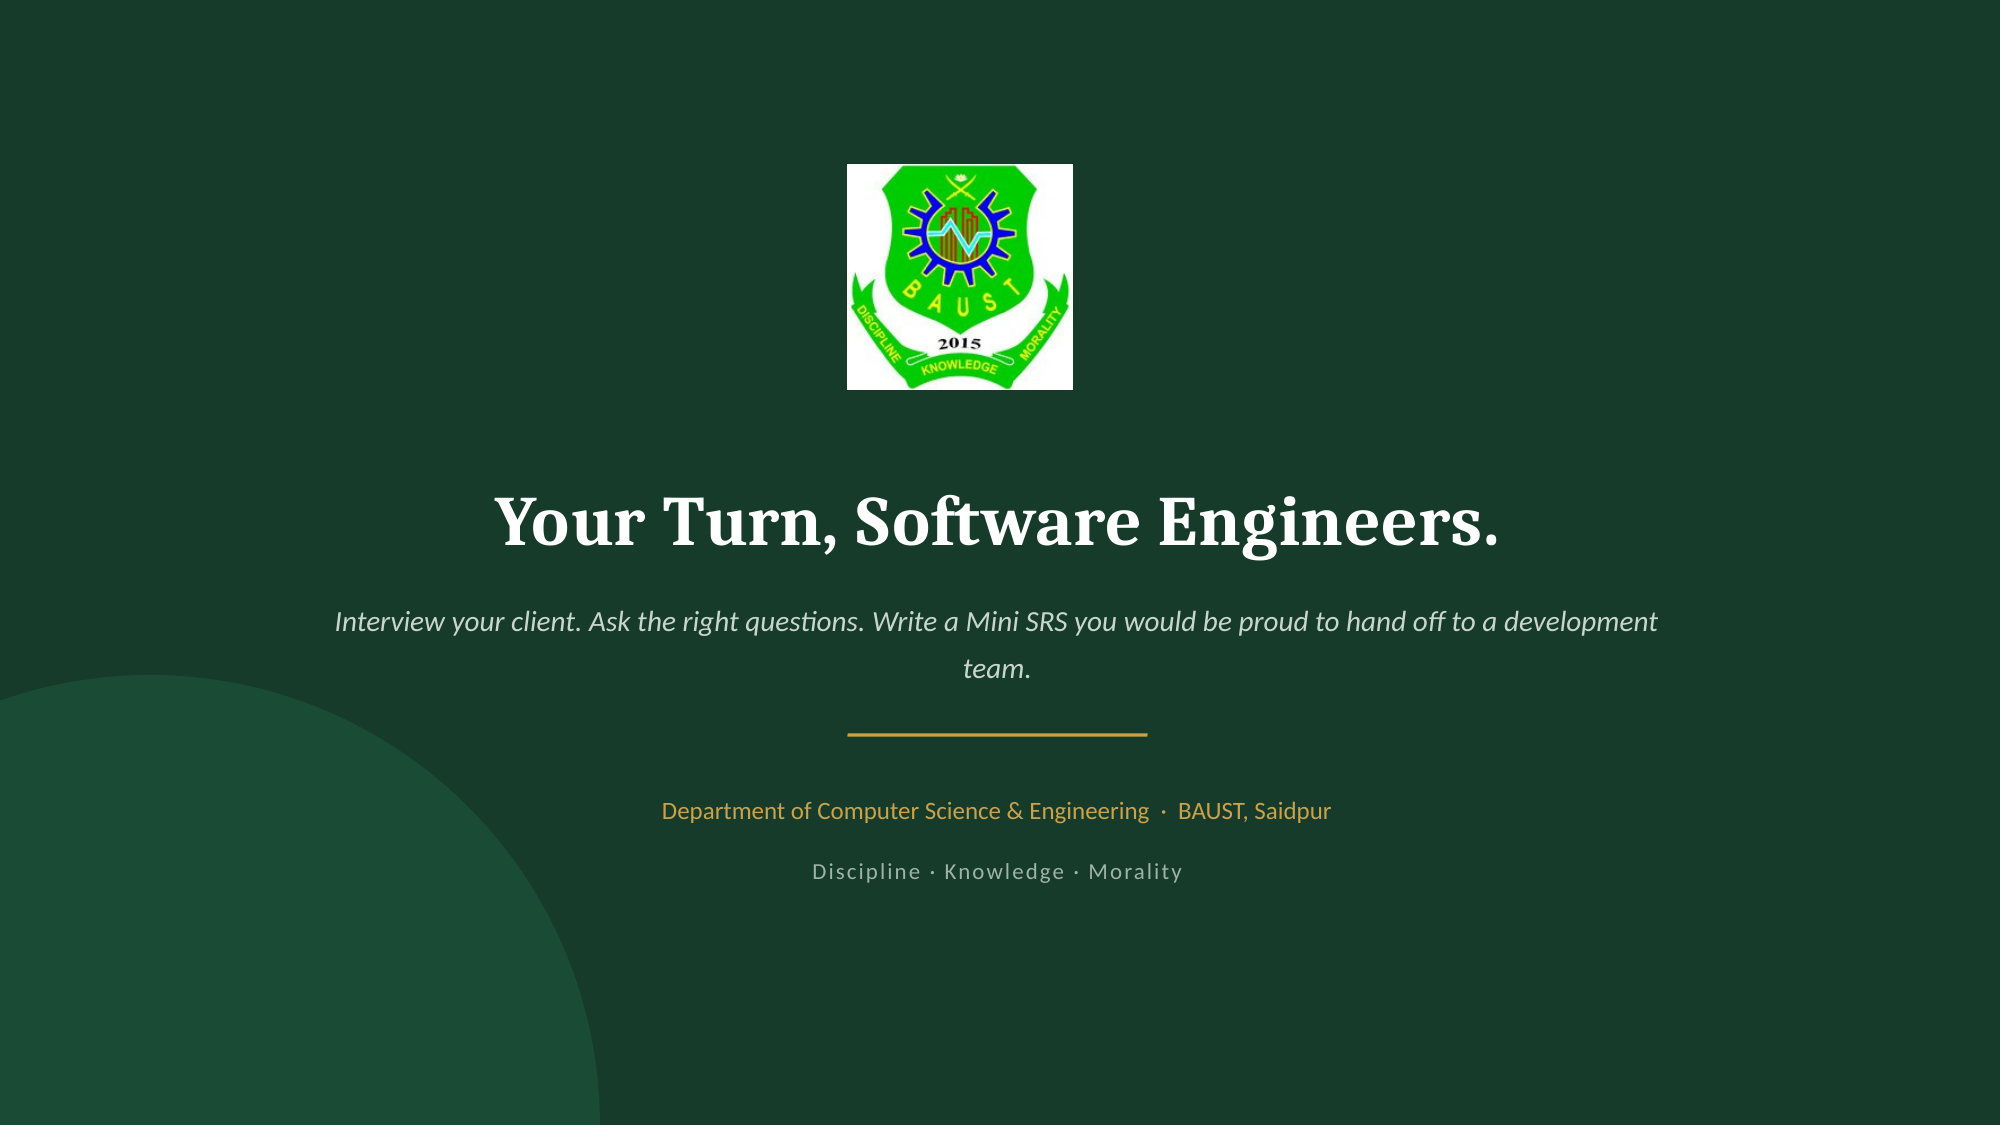 BAUST
2015
DISCIPLINE
KNOWLEDGE
MORALITY
Your Turn, Software Engineers.
Interview your client. Ask the right questions. Write a Mini SRS you would be proud to hand off to a development
team.
Department of Computer Science & Engineering · BAUST, Saidpur
Discipline · Knowledge · Morality